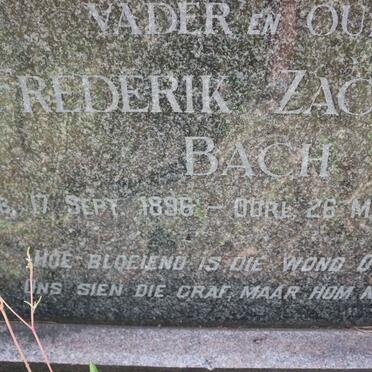 VADER EN OU
FREDERIK ZAC
BACH
17 SEPT. 1896 - OORL 26 M
HOE BLOEIEND IS DIE WOND
ONS SIEN DIE GRAF, MAAR HOM